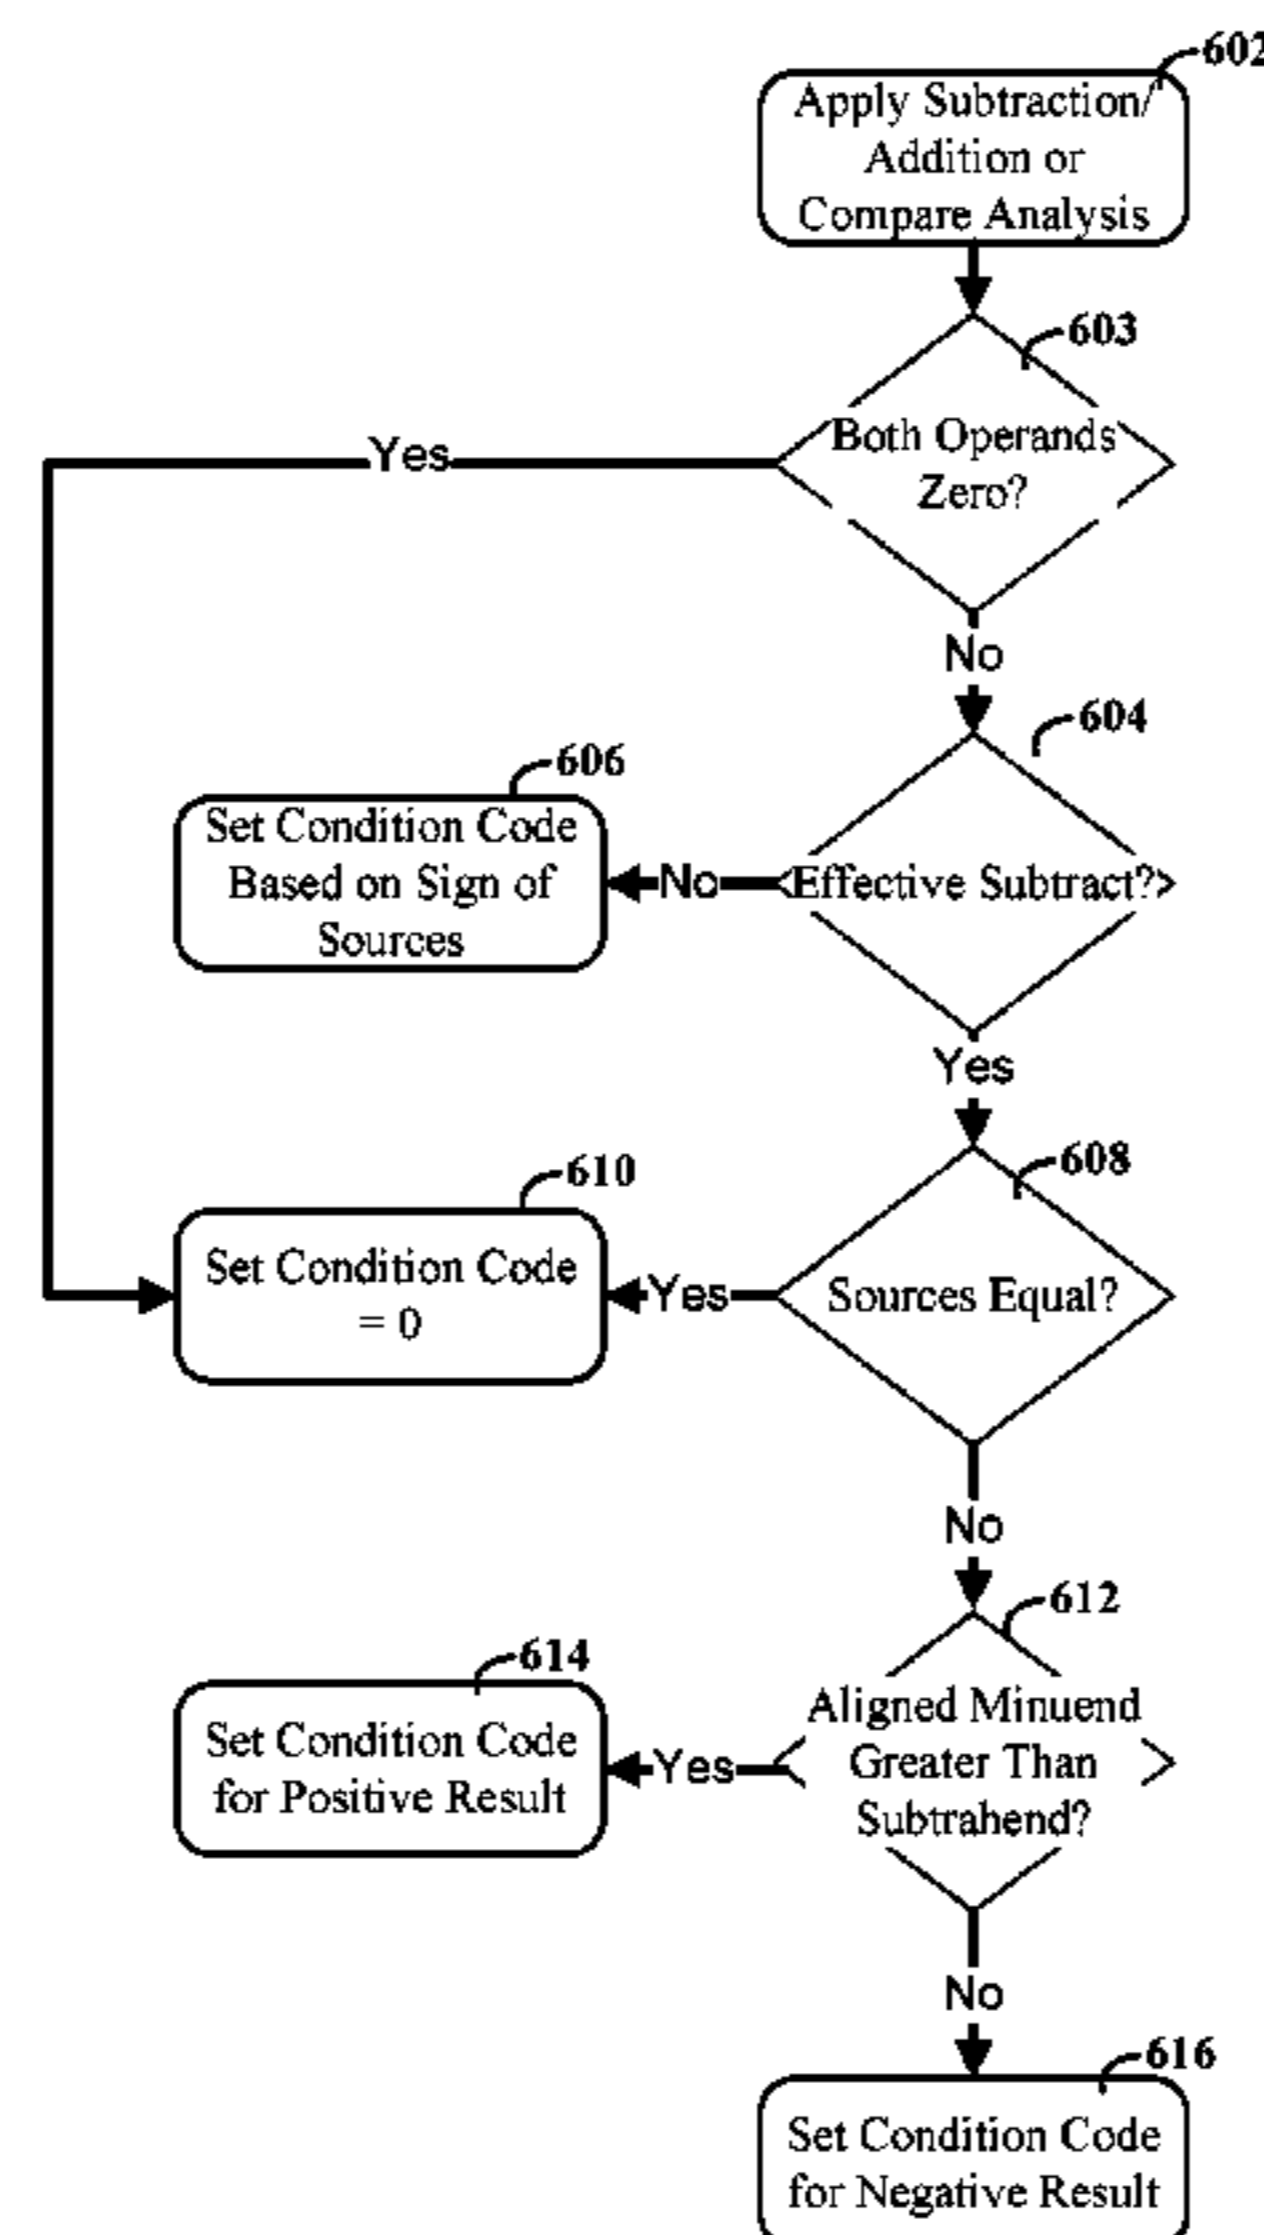 602
Apply Subtraction/
Addition or
Compare Analysis
603
Both Operands
Zero?
Yes
No
604
Effective Subtract?
606
Set Condition Code
Based on Sign of
Sources
No
Yes
608
Sources Equal?
610
Set Condition Code
= 0
Yes
No
612
Aligned Minuend
Greater Than
Subtrahend?
614
Set Condition Code
for Positive Result
Yes
No
616
Set Condition Code
for Negative Result